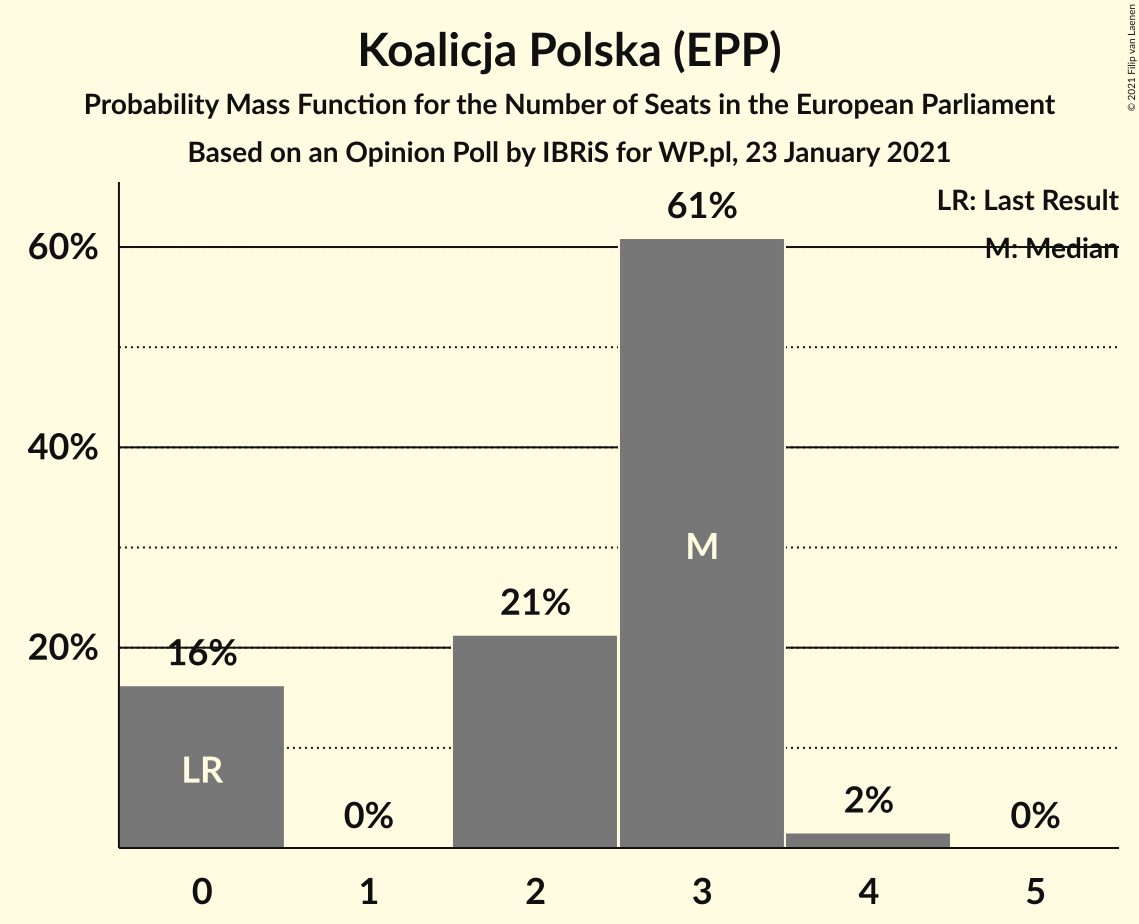 Koalicja Polska (EPP)
Probability Mass Function for the Number of Seats in the European Parliament
Based on an Opinion Poll by IBRiS for WP.pl, 23 January 2021
© 2021 Filip van Laenen
LR: Last Result
M: Median
60%
40%
20%
16%
0%
21%
61%
2%
0%
LR
M
0
1
2
3
4
5